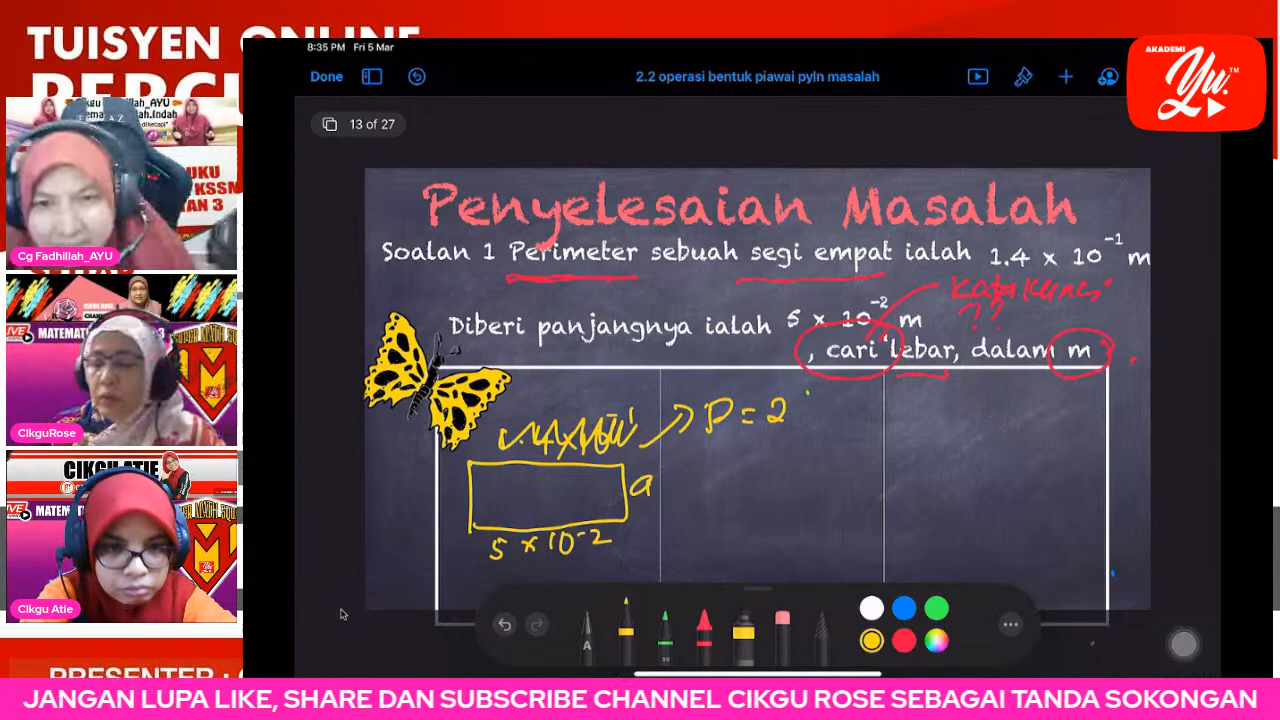 TUISYEN ONLINE
8:35 PM Fri 5 Mar
Done
2.2 operasi bentuk piawai pyln masalah
AKADEMI
Yu.
TM
13 of 27
Penyelesaian Masalah
Soalan 1 Perimeter sebuah segi empat ialah 1.4 x 10⁻¹ m
Diberi panjangnya ialah 5 x 10⁻² m
, cari lebar, dalam m
kata kunci
??
P = 2
a
5 x 10⁻²
Cg Fadhillah_AYU
CikguRose
CIKGU ATIE
Cikgu Atie
PRESENTER :
JANGAN LUPA LIKE, SHARE DAN SUBSCRIBE CHANNEL CIKGU ROSE SEBAGAI TANDA SOKONGAN